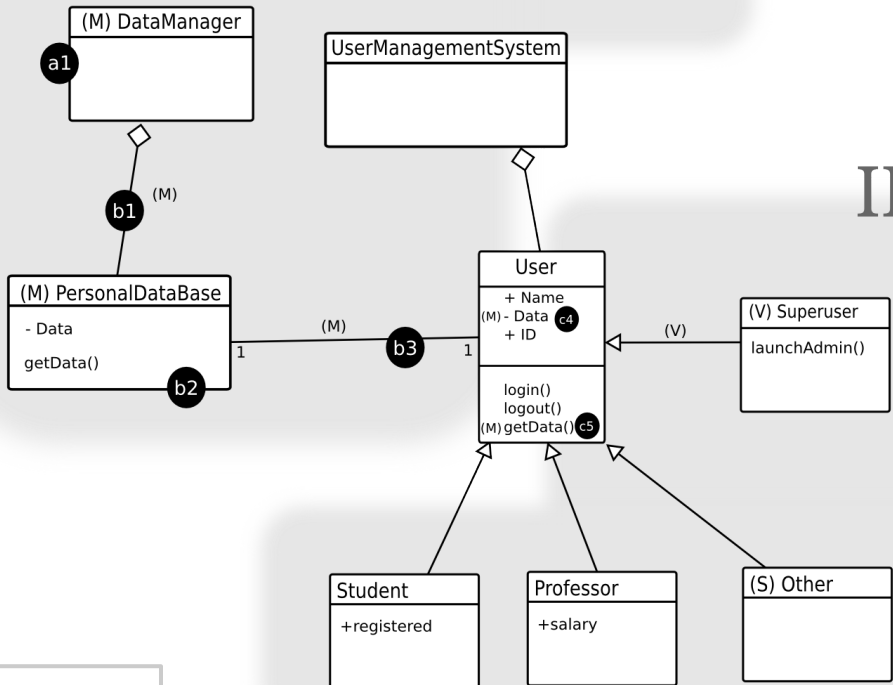 (M) DataManager
a1
UserManagementSystem
b1
(M)
II
(M) PersonalDataBase
- Data
getData()
b2
(M)
1
b3
1
User
+ Name
(M) - Data c4
+ ID
login()
logout()
(M) getData() c5
(V)
(V) Superuser
launchAdmin()
Student
+registered
Professor
+salary
(S) Other